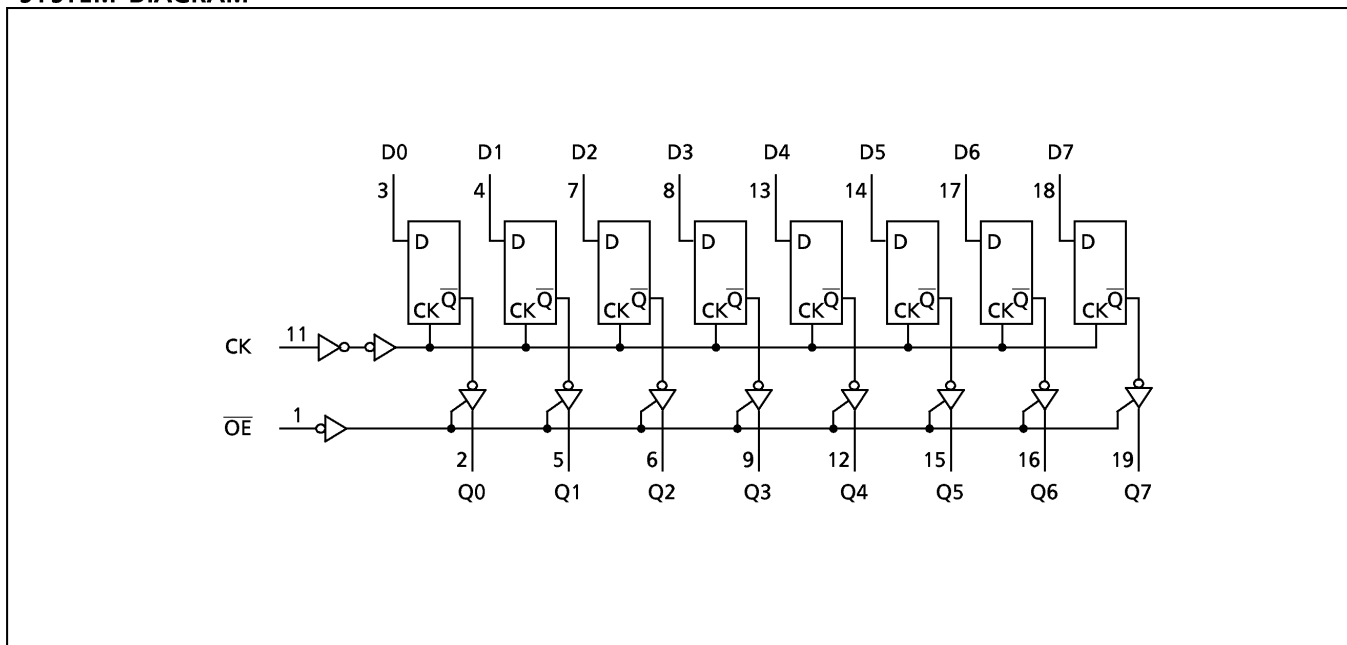 SYSTEM DIAGRAM
D0 D1 D2 D3 D4 D5 D6 D7
3 4 7 8 13 14 17 18
D D D D D D D D
CK Q̅ CK Q̅ CK Q̅ CK Q̅ CK Q̅ CK Q̅ CK Q̅ CK Q̅
CK 11
O̅E̅ 1
2 5 6 9 12 15 16 19
Q0 Q1 Q2 Q3 Q4 Q5 Q6 Q7